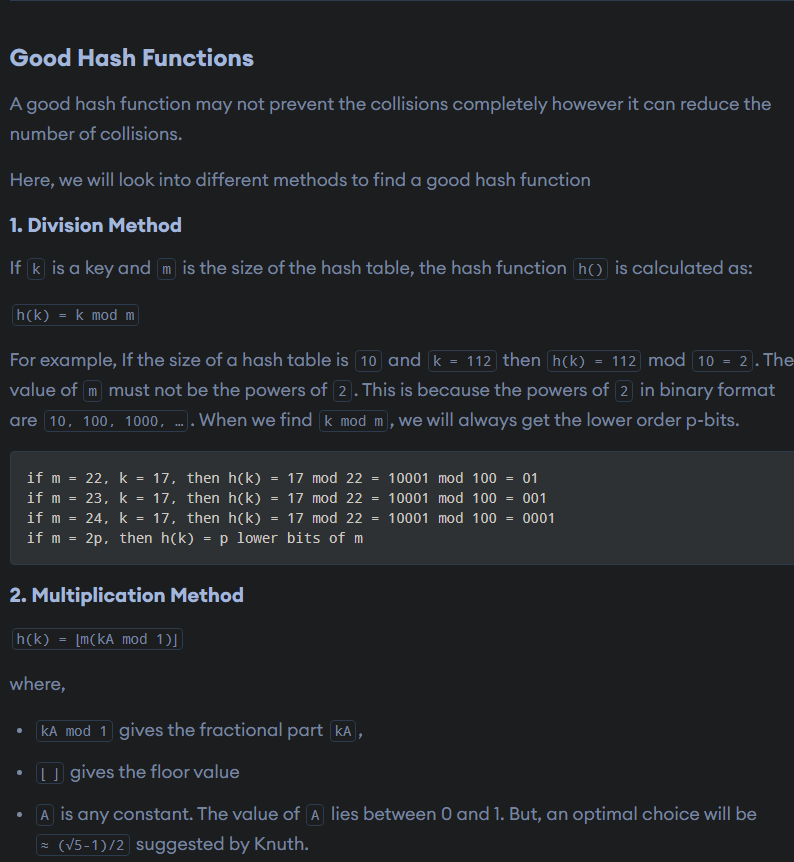 Good Hash Functions
A good hash function may not prevent the collisions completely however it can reduce the
number of collisions.
Here, we will look into different methods to find a good hash function
1. Division Method
If k is a key and m is the size of the hash table, the hash function h() is calculated as:
h(k) = k mod m
For example, If the size of a hash table is 10 and k = 112 then h(k) = 112 mod 10 = 2. The
value of m must not be the powers of 2. This is because the powers of 2 in binary format
are 10, 100, 1000, …. When we find k mod m, we will always get the lower order p-bits.
if m = 22, k = 17, then h(k) = 17 mod 22 = 10001 mod 100 = 01
if m = 23, k = 17, then h(k) = 17 mod 22 = 10001 mod 100 = 001
if m = 24, k = 17, then h(k) = 17 mod 22 = 10001 mod 100 = 0001
if m = 2p, then h(k) = p lower bits of m
2. Multiplication Method
h(k) = ⌊m(kA mod 1)⌋
where,
• kA mod 1 gives the fractional part kA,
• ⌊ ⌋ gives the floor value
• A is any constant. The value of A lies between 0 and 1. But, an optimal choice will be
≈ (√5-1)/2 suggested by Knuth.